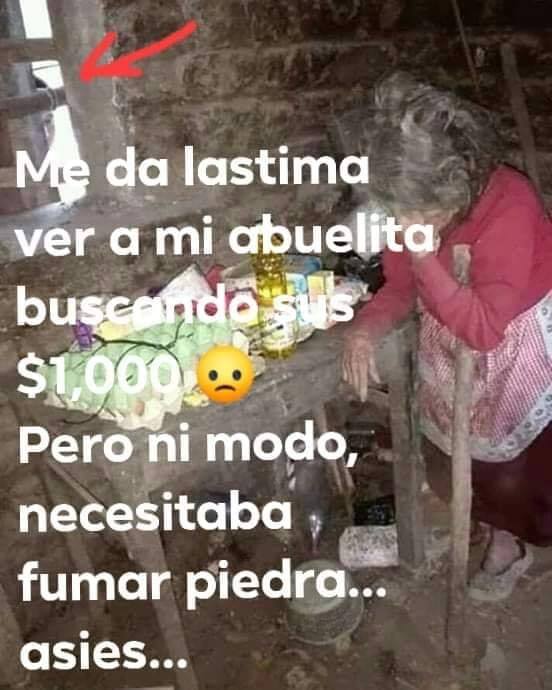 Me da lastima
ver a mi abuelita
buscando sus
$1,000 ☹️
Pero ni modo,
necesitaba
fumar piedra...
asies...